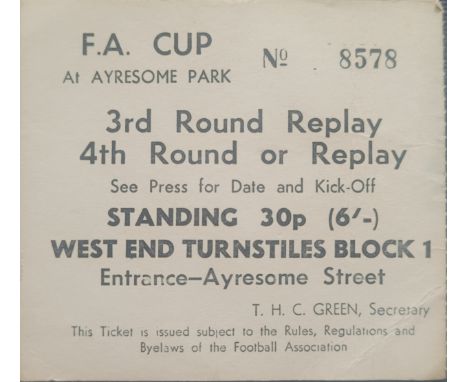 F.A. CUP
At AYRESOME PARK
Nº 8578
3rd Round Replay
4th Round or Replay
See Press for Date and Kick-Off
STANDING 30p (6/-)
WEST END TURNSTILES BLOCK 1
Entrance—Ayresome Street
T. H. C. GREEN, Secretary
This Ticket is issued subject to the Rules, Regulations and
Byelaws of the Football Association